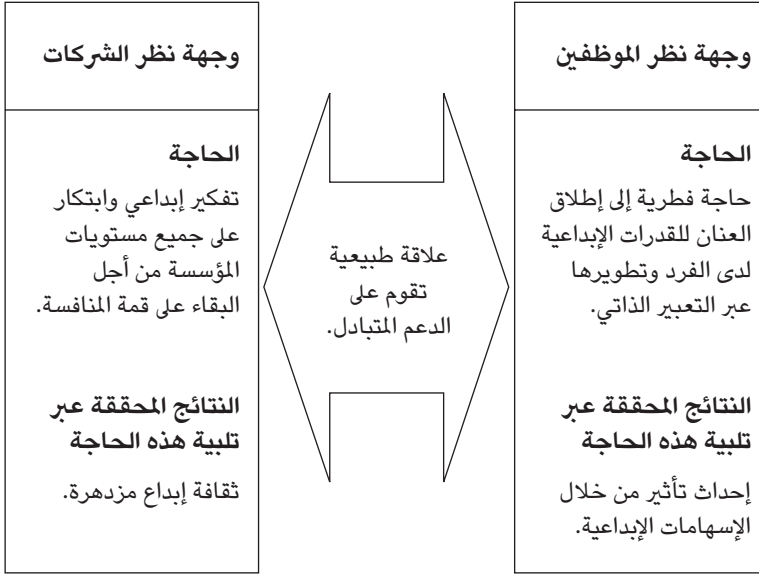 وجهة نظر الموظفين
الحاجة
حاجة فطرية إلى إطلاق
العنان للقدرات الإبداعية
لدى الفرد وتطويرها
عبر التعبير الذاتي.
النتائج المحققة عبر
تلبية هذه الحاجة
إحداث تأثير من خلال
الإسهامات الإبداعية.
علاقة طبيعية
تقوم على
الدعم المتبادل.
وجهة نظر الشركات
الحاجة
تفكير إبداعي وابتكار
على جميع مستويات
المؤسسة من أجل
البقاء على قمة المنافسة.
النتائج المحققة عبر
تلبية هذه الحاجة
ثقافة إبداع مزدهرة.